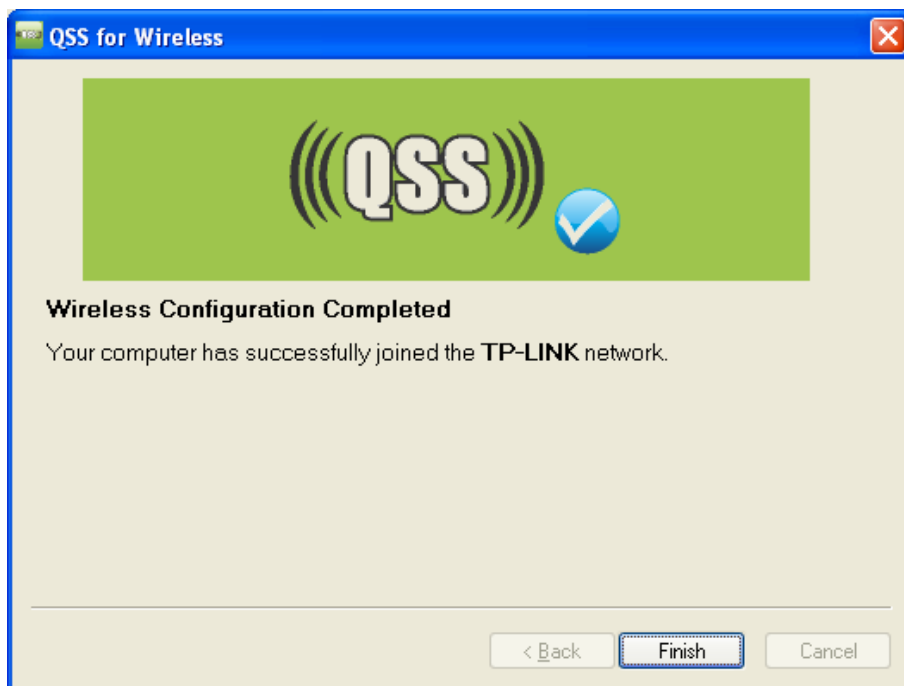 QSS for Wireless
(((QSS)))
Wireless Configuration Completed
Your computer has successfully joined the TP-LINK network.
< Back Finish Cancel